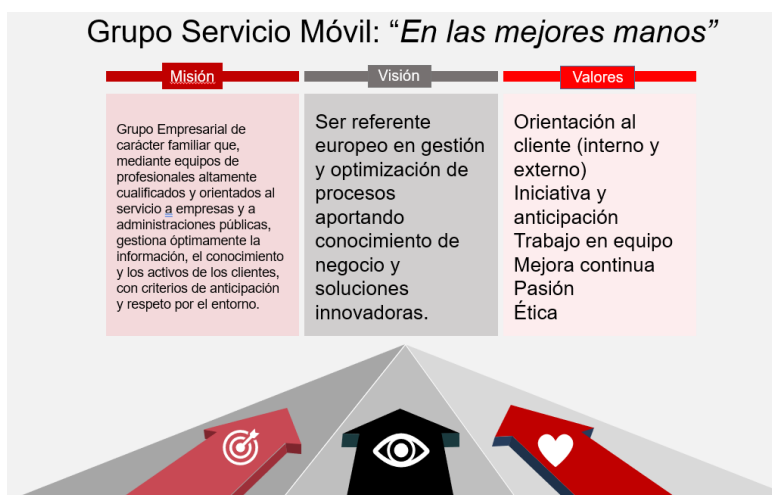 Grupo Servicio Móvil: “En las mejores manos”
Misión
Grupo Empresarial de
carácter familiar que,
mediante equipos de
profesionales altamente
cualificados y orientados al
servicio a empresas y a
administraciones públicas,
gestiona óptimamente la
información, el conocimiento
y los activos de los clientes,
con criterios de anticipación
y respeto por el entorno.
Visión
Ser referente
europeo en gestión
y optimización de
procesos
aportando
conocimiento de
negocio y
soluciones
innovadoras.
Valores
Orientación al
cliente (interno y
externo)
Iniciativa y
anticipación
Trabajo en equipo
Mejora continua
Pasión
Ética